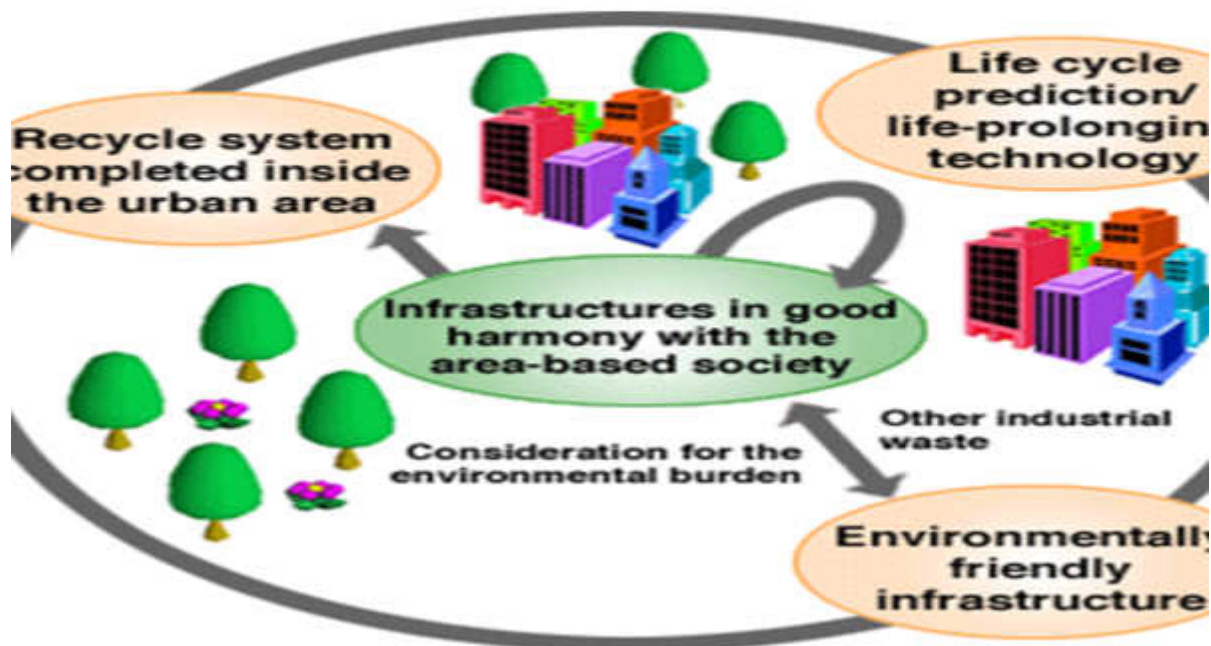 Recycle system
completed inside
the urban area
Life cycle
prediction/
life-prolongin
technology
Infrastructures in good
harmony with the
area-based society
Other industrial
waste
Consideration for the
environmental burden
Environmentally
friendly
infrastructure